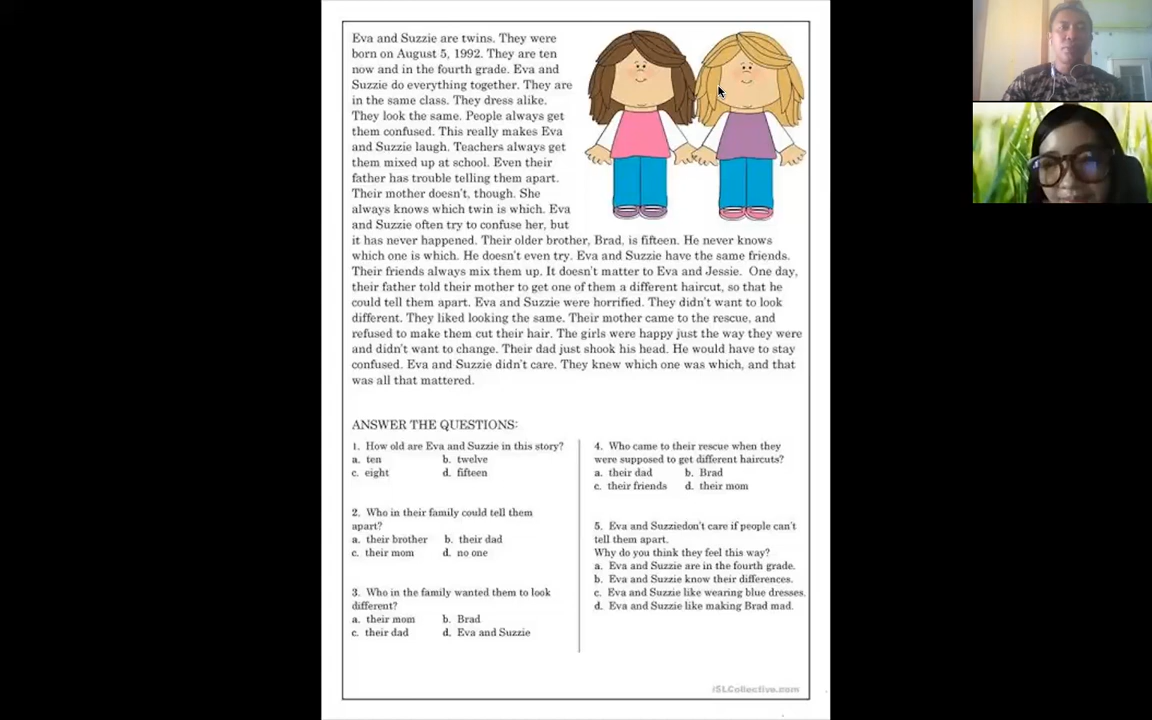 Eva and Suzzie are twins. They were
born on August 5, 1992. They are ten
now and in the fourth grade. Eva and
Suzzie do everything together. They are
in the same class. They dress alike.
They look the same. People always get
them confused. This really makes Eva
and Suzzie laugh. Teachers always get
them mixed up at school. Even their
father has trouble telling them apart.
Their mother doesn't, though. She
always knows which twin is which. Eva
and Suzzie often try to confuse her, but
it has never happened. Their older brother, Brad, is fifteen. He never knows
which one is which. He doesn't even try. Eva and Suzzie have the same friends.
Their friends always mix them up. It doesn't matter to Eva and Jessie. One day,
their father told their mother to get one of them a different haircut, so that he
could tell them apart. Eva and Suzzie were horrified. They didn't want to look
different. They liked looking the same. Their mother came to the rescue, and
refused to make them cut their hair. The girls were happy just the way they were
and didn't want to change. Their dad just shook his head. He would have to stay
confused. Eva and Suzzie didn't care. They knew which one was which, and that
was all that mattered.
ANSWER THE QUESTIONS:
1. How old are Eva and Suzzie in this story?
a. ten b. twelve
c. eight d. fifteen
2. Who in their family could tell them
apart?
a. their brother b. their dad
c. their mom d. no one
3. Who in the family wanted them to look
different?
a. their mom b. Brad
c. their dad d. Eva and Suzzie
4. Who came to their rescue when they
were supposed to get different haircuts?
a. their dad b. Brad
c. their friends d. their mom
5. Eva and Suzziedon't care if people can't
tell them apart.
Why do you think they feel this way?
a. Eva and Suzzie are in the fourth grade.
b. Eva and Suzzie know their differences.
c. Eva and Suzzie like wearing blue dresses.
d. Eva and Suzzie like making Brad mad.
iSLCollective.com